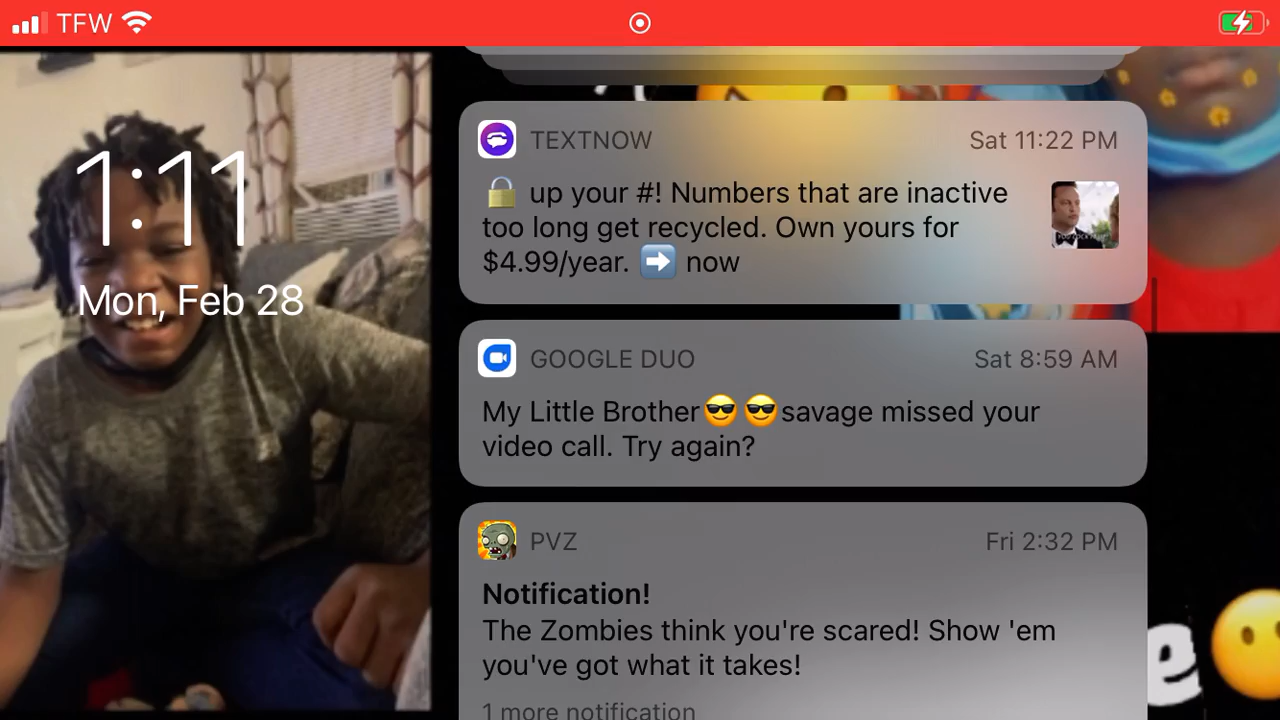 TFW
1:11
Mon, Feb 28
TEXTNOW
Sat 11:22 PM
🔒 up your #! Numbers that are inactive
too long get recycled. Own yours for
$4.99/year. ➡️ now
GOOGLE DUO
Sat 8:59 AM
My Little Brother😎😎savage missed your
video call. Try again?
PVZ
Fri 2:32 PM
Notification!
The Zombies think you're scared! Show 'em
you've got what it takes!
1 more notification
e